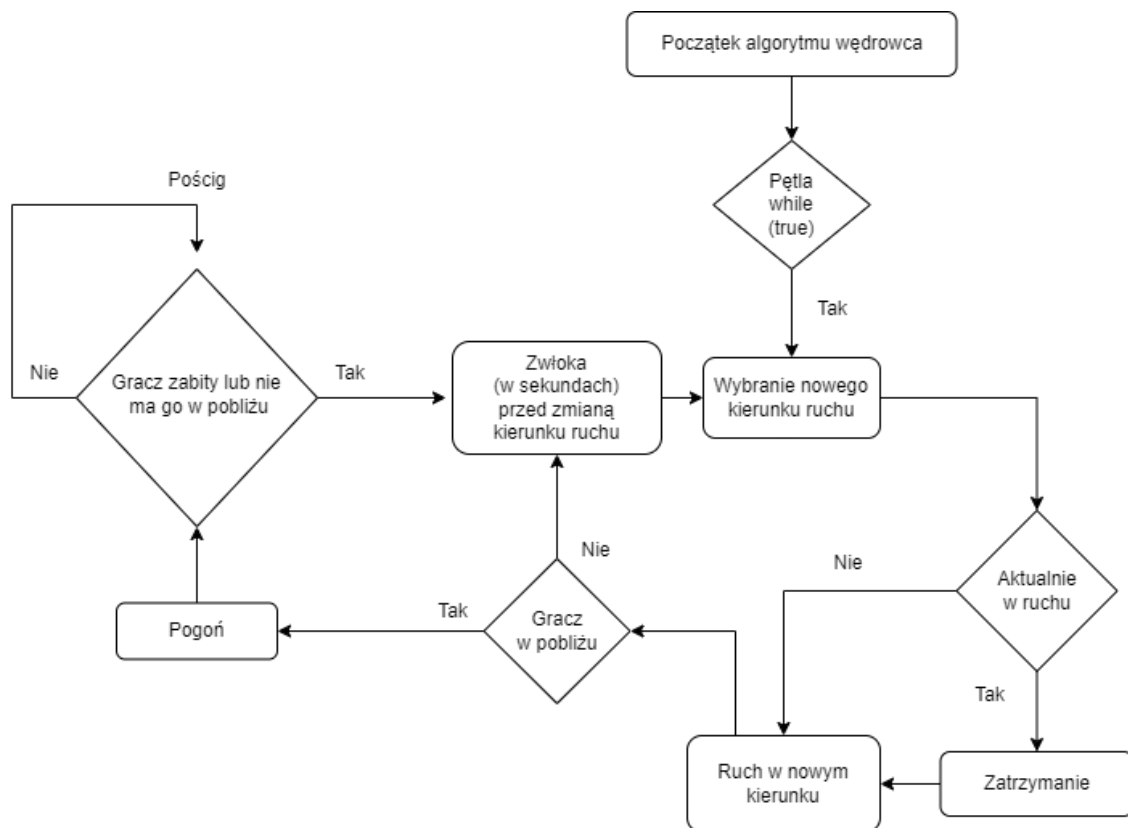 Początek algorytmu wędrowca
Pętla
while
(true)
Tak
Pościg
Nie
Gracz zabity lub nie
ma go w pobliżu
Tak
Zwłoka
(w sekundach)
przed zmianą
kierunku ruchu
Wybranie nowego
kierunku ruchu
Aktualnie
w ruchu
Nie
Tak
Nie
Tak
Gracz
w pobliżu
Pogoń
Ruch w nowym
kierunku
Zatrzymanie